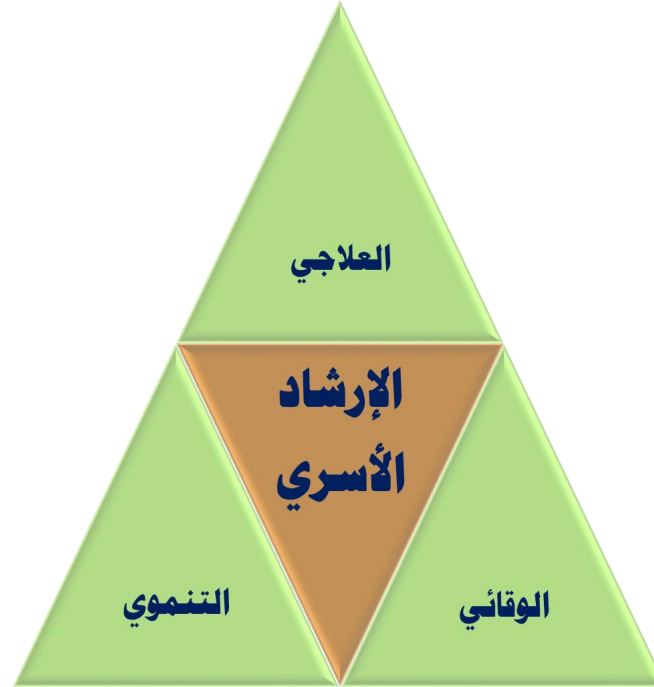 العلاجي
الإرشاد
الأسري
الوقائي
التنموي